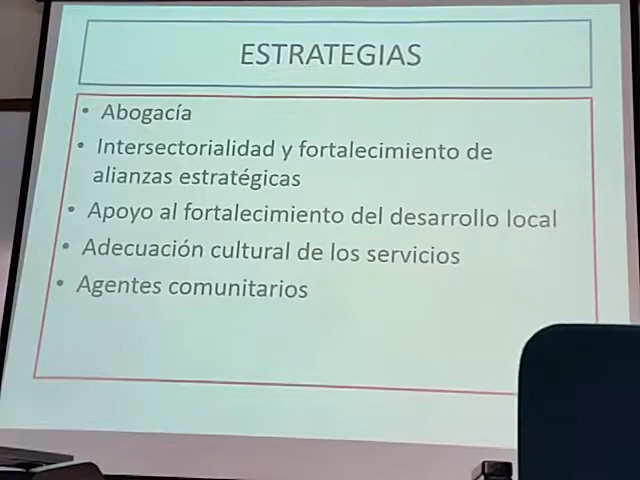 ESTRATEGIAS
• Abogacía
• Intersectorialidad y fortalecimiento de
alianzas estratégicas
• Apoyo al fortalecimiento del desarrollo local
• Adecuación cultural de los servicios
• Agentes comunitarios